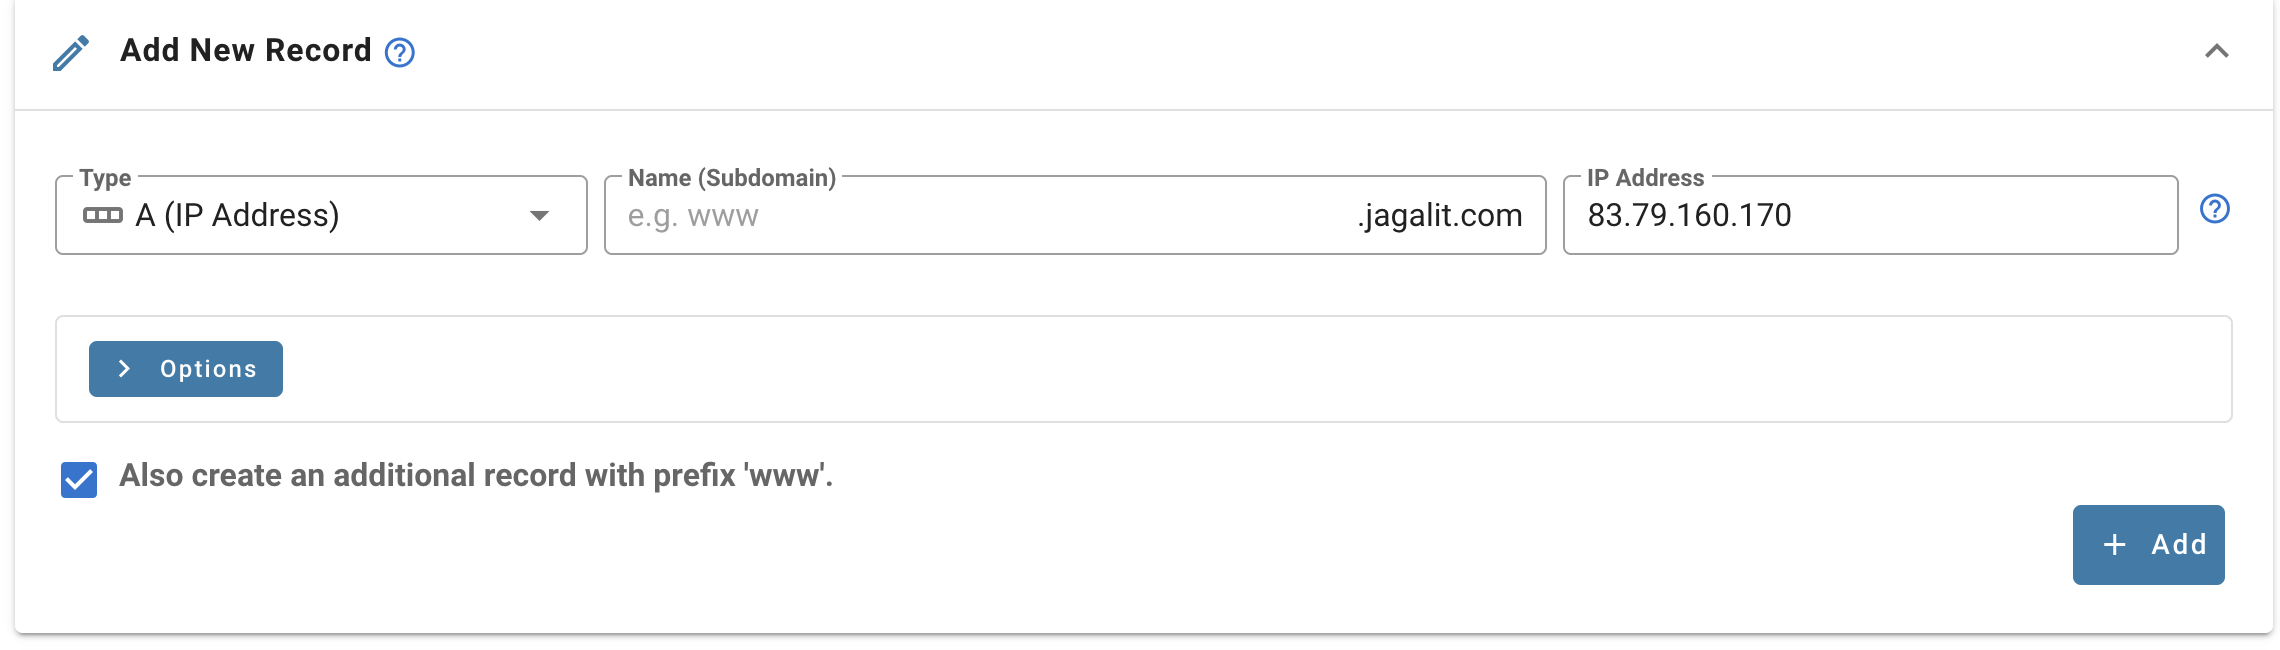 Add New Record
Type
A (IP Address)
Name (Subdomain)
e.g. www
.jagalit.com
IP Address
83.79.160.170
Options
Also create an additional record with prefix 'www'.
+ Add